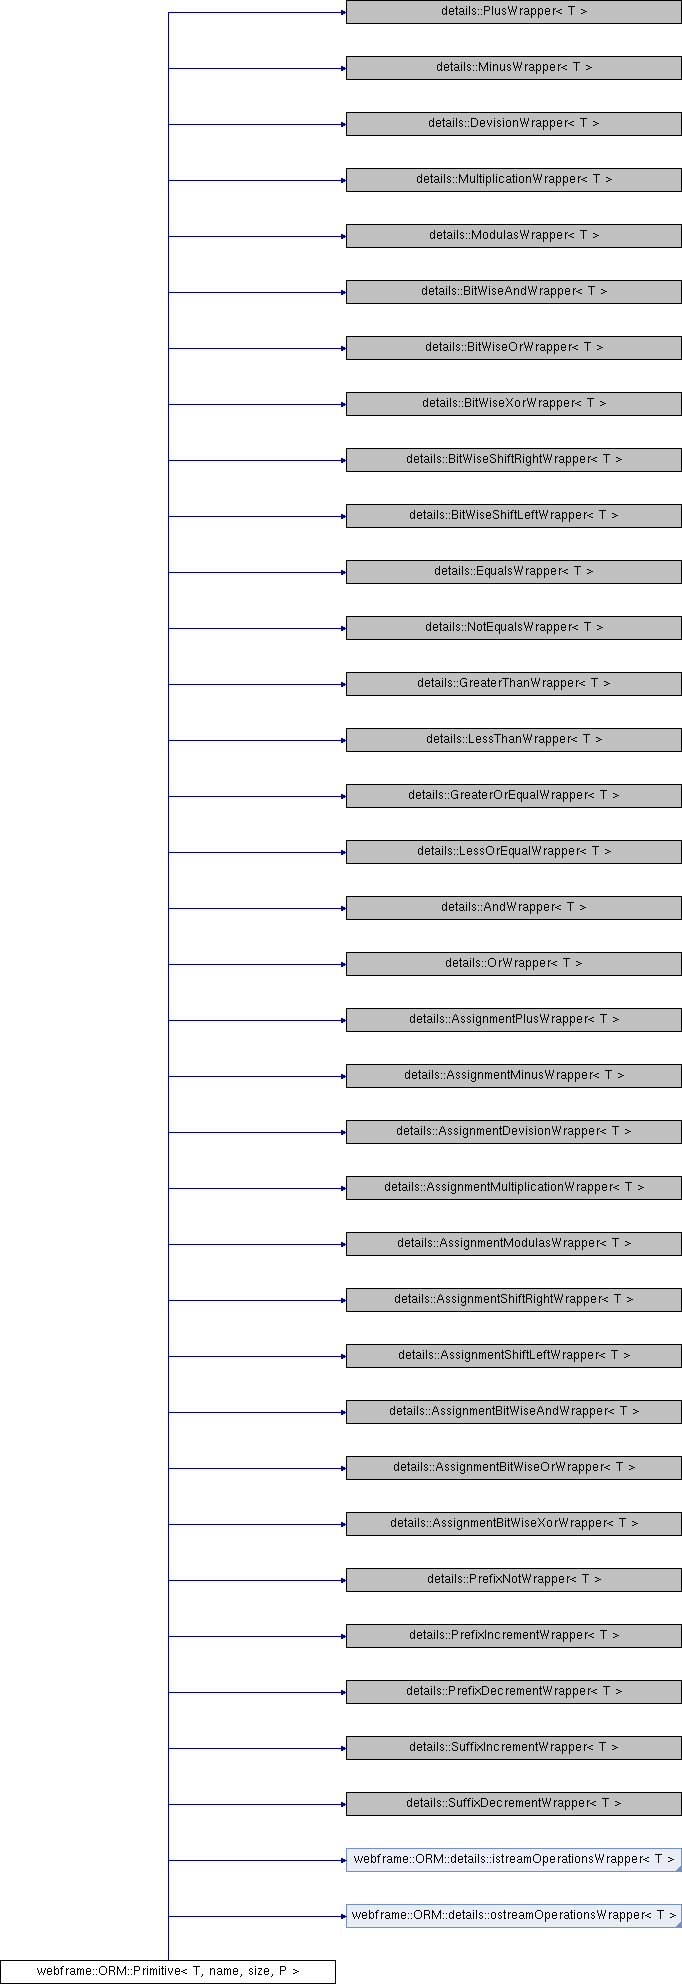 details::PlusWrapper< T >
details::MinusWrapper< T >
details::DevisionWrapper< T >
details::MultiplicationWrapper< T >
details::ModulasWrapper< T >
details::BitWiseAndWrapper< T >
details::BitWiseOrWrapper< T >
details::BitWiseXorWrapper< T >
details::BitWiseShiftRightWrapper< T >
details::BitWiseShiftLeftWrapper< T >
details::EqualsWrapper< T >
details::NotEqualsWrapper< T >
details::GreaterThanWrapper< T >
details::LessThanWrapper< T >
details::GreaterOrEqualWrapper< T >
details::LessOrEqualWrapper< T >
details::AndWrapper< T >
details::OrWrapper< T >
details::AssignmentPlusWrapper< T >
details::AssignmentMinusWrapper< T >
details::AssignmentDevisionWrapper< T >
details::AssignmentMultiplicationWrapper< T >
details::AssignmentModulasWrapper< T >
details::AssignmentShiftRightWrapper< T >
details::AssignmentShiftLeftWrapper< T >
details::AssignmentBitWiseAndWrapper< T >
details::AssignmentBitWiseOrWrapper< T >
details::AssignmentBitWiseXorWrapper< T >
details::PrefixNotWrapper< T >
details::PrefixIncrementWrapper< T >
details::PrefixDecrementWrapper< T >
details::SuffixIncrementWrapper< T >
details::SuffixDecrementWrapper< T >
webframe::ORM::details::istreamOperationsWrapper< T >
webframe::ORM::details::ostreamOperationsWrapper< T >
webframe::ORM::Primitive< T, name, size, P >